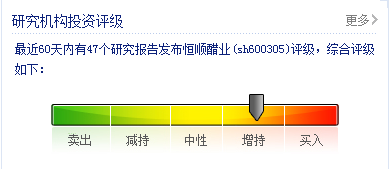 研究机构投资评级
更多
最近60天内有47个研究报告发布恒顺醋业(sh600305)评级，综合评级
如下：
卖出 减持 中性 增持 买入